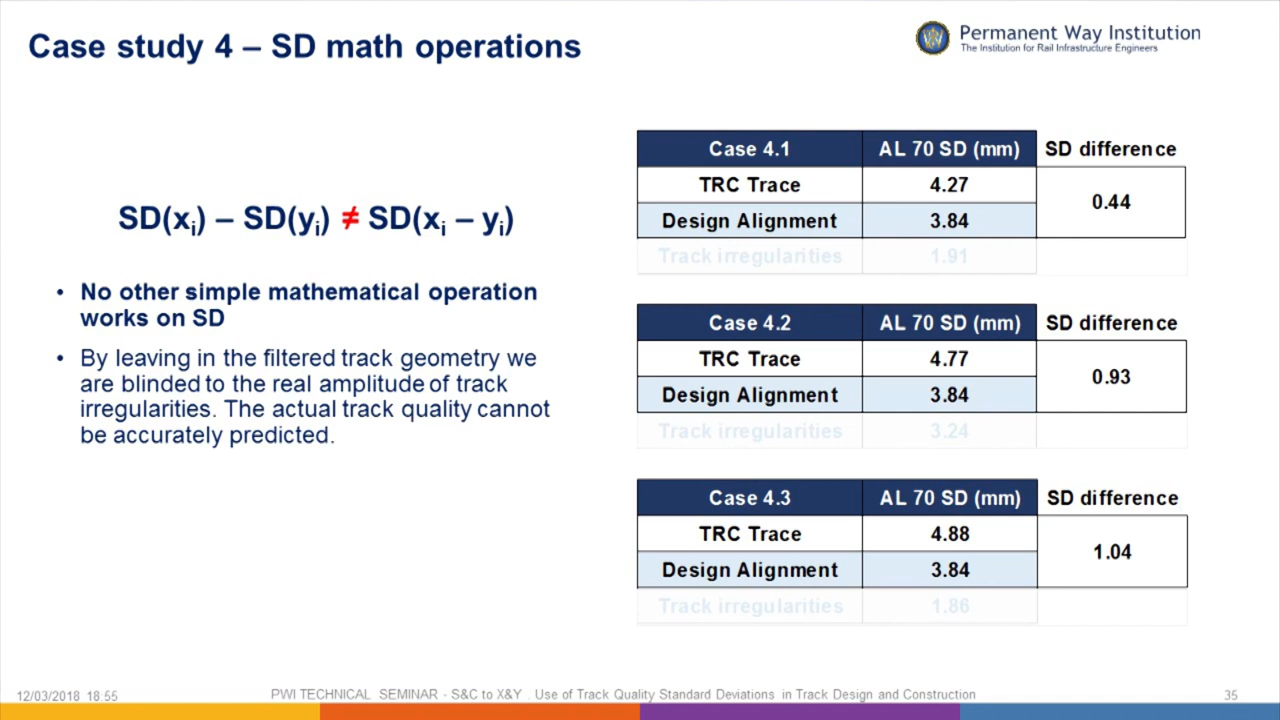 Case study 4 – SD math operations
Permanent Way Institution
The Institution for Rail Infrastructure Engineers
SD(xi) – SD(yi) ≠ SD(xi – yi)
• No other simple mathematical operation
works on SD
• By leaving in the filtered track geometry we
are blinded to the real amplitude of track
irregularities. The actual track quality cannot
be accurately predicted.
Case 4.1 AL 70 SD (mm) SD difference
TRC Trace 4.27
0.44
Design Alignment 3.84
Track irregularities 1.91
Case 4.2 AL 70 SD (mm) SD difference
TRC Trace 4.77
0.93
Design Alignment 3.84
Track irregularities 3.24
Case 4.3 AL 70 SD (mm) SD difference
TRC Trace 4.88
1.04
Design Alignment 3.84
Track irregularities 1.86
12/03/2018 18:55
PWI TECHNICAL SEMINAR - S&C to X&Y . Use of Track Quality Standard Deviations in Track Design and Construction
35